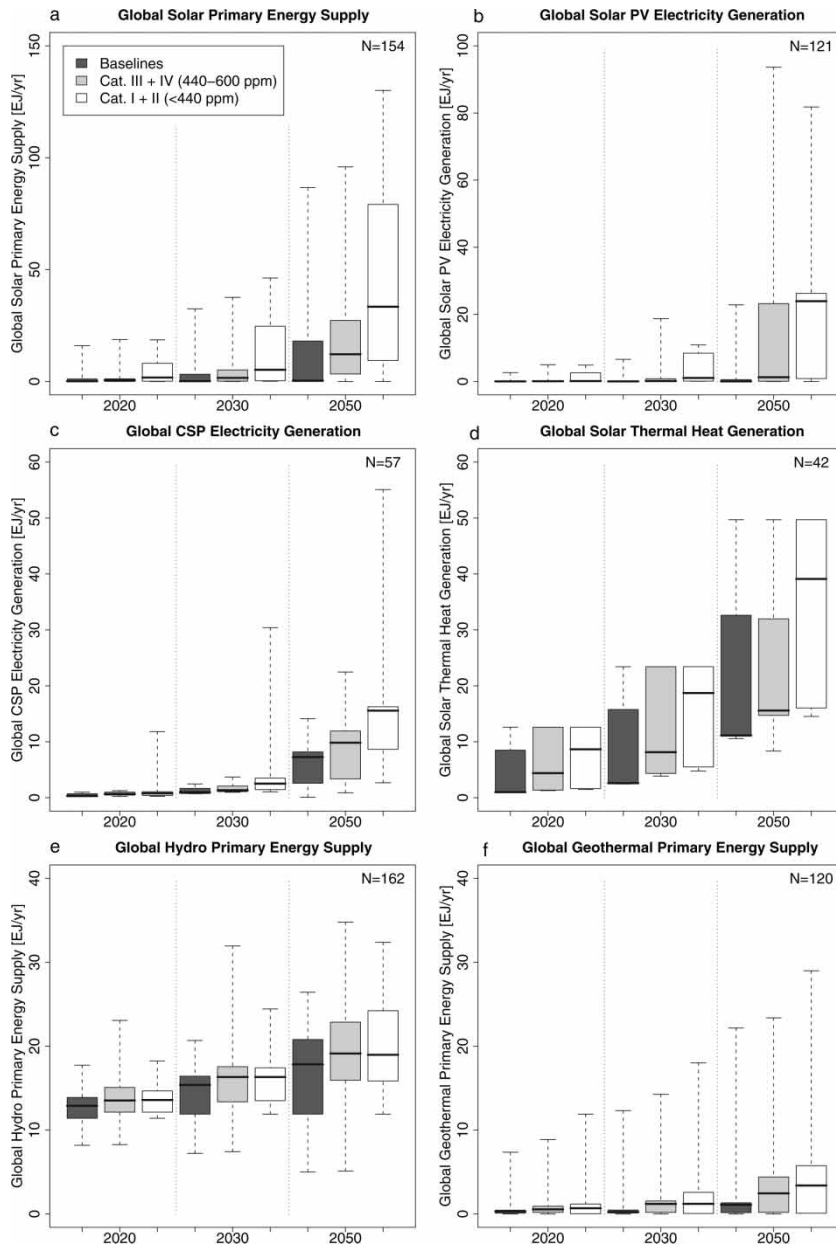 a Global Solar Primary Energy Supply
N=154
Baselines
Cat. III + IV (440–600 ppm)
Cat. I + II (<440 ppm)
Global Solar Primary Energy Supply [EJ/yr]
150
100
50
0
2020 2030 2050
b Global Solar PV Electricity Generation
N=121
Global Solar PV Electricity Generation [EJ/yr]
100
80
60
40
20
0
2020 2030 2050
c Global CSP Electricity Generation
N=57
Global CSP Electricity Generation [EJ/yr]
60
50
40
30
20
10
0
2020 2030 2050
d Global Solar Thermal Heat Generation
N=42
Global Solar Thermal Heat Generation [EJ/yr]
60
50
40
30
20
10
0
2020 2030 2050
e Global Hydro Primary Energy Supply
N=162
Global Hydro Primary Energy Supply [EJ/yr]
40
30
20
10
0
2020 2030 2050
f Global Geothermal Primary Energy Supply
N=120
Global Geothermal Primary Energy Supply [EJ/yr]
40
30
20
10
0
2020 2030 2050